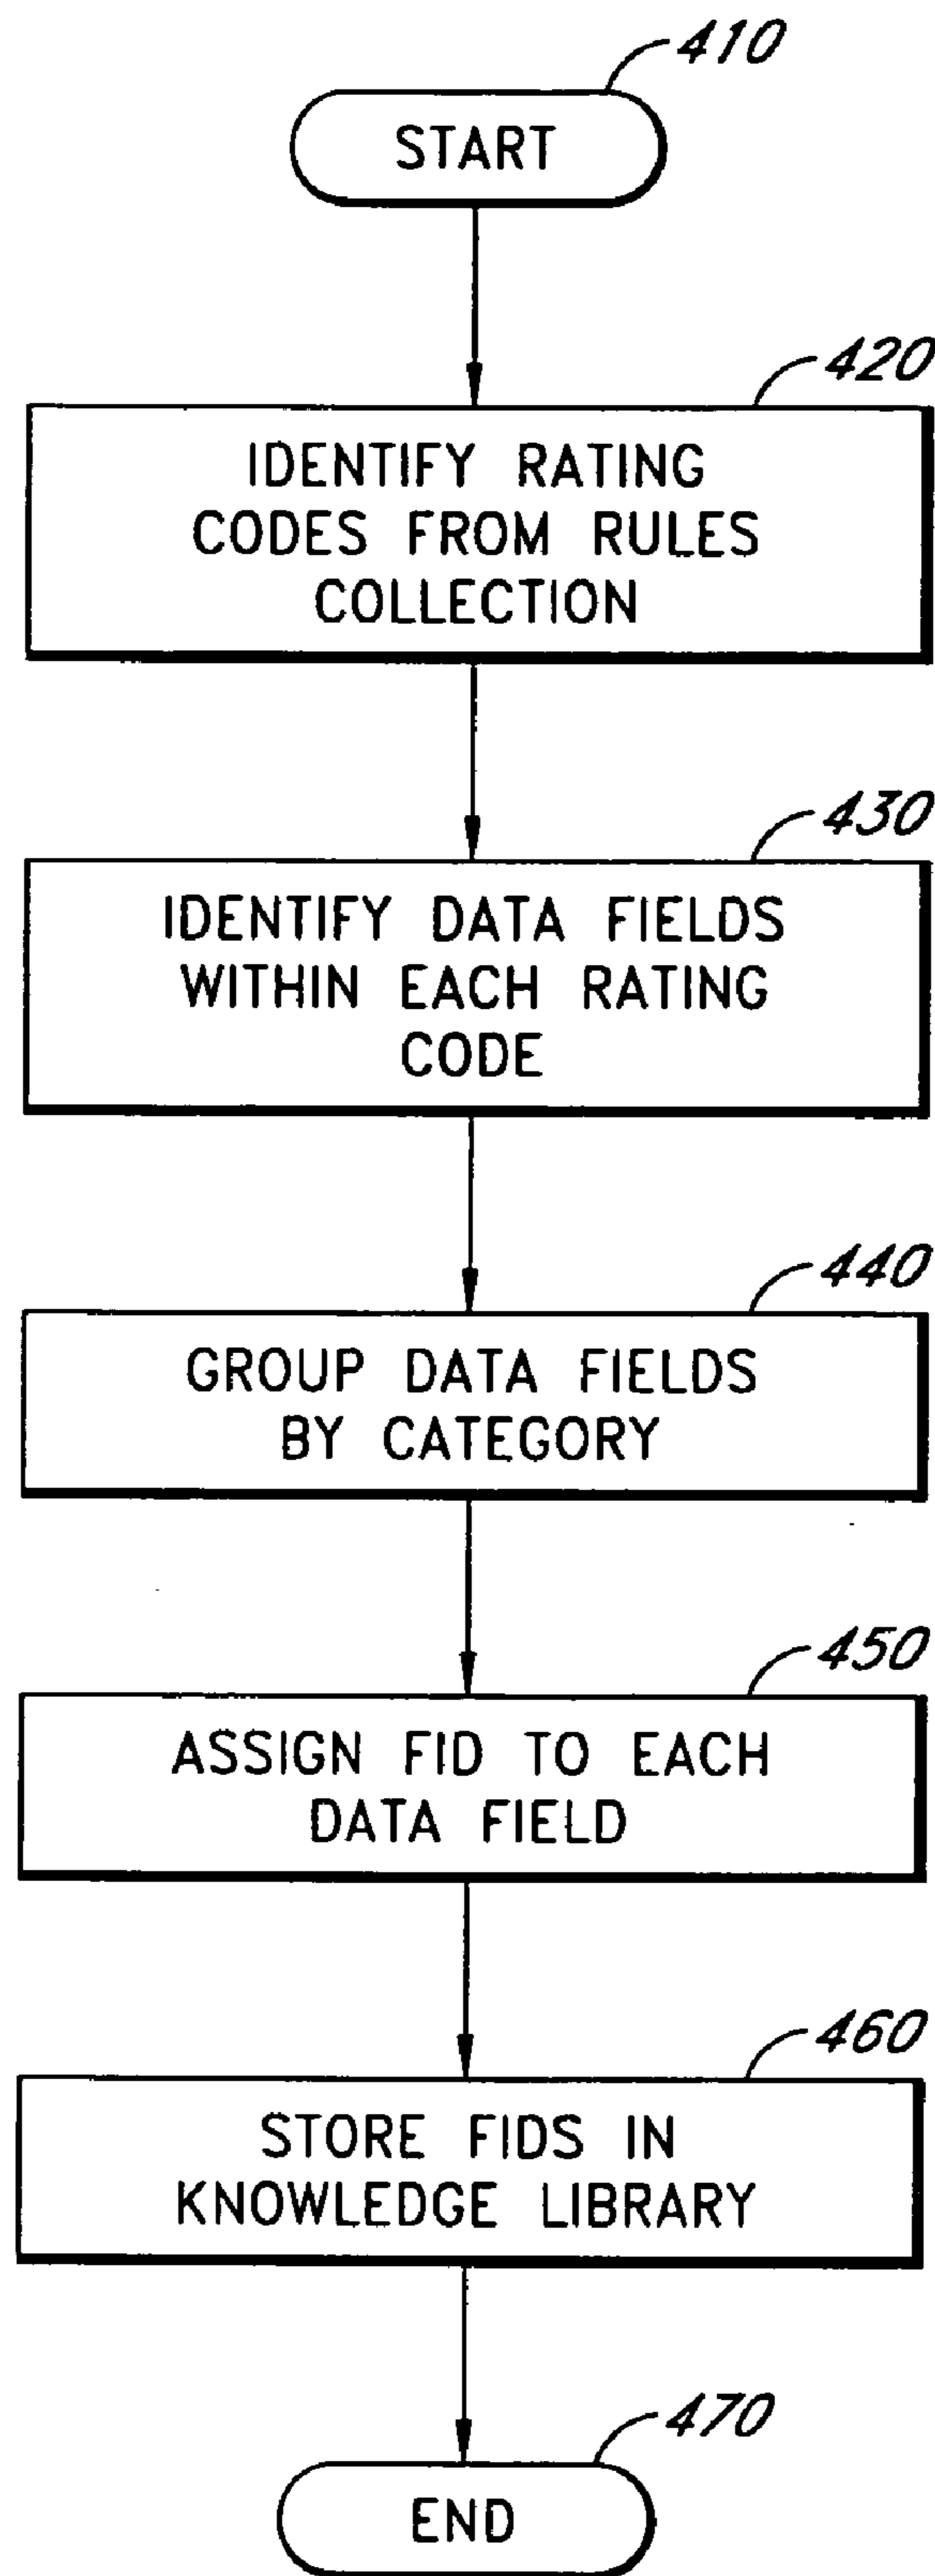 410
START
420
IDENTIFY RATING
CODES FROM RULES
COLLECTION
430
IDENTIFY DATA FIELDS
WITHIN EACH RATING
CODE
440
GROUP DATA FIELDS
BY CATEGORY
450
ASSIGN FID TO EACH
DATA FIELD
460
STORE FIDS IN
KNOWLEDGE LIBRARY
470
END